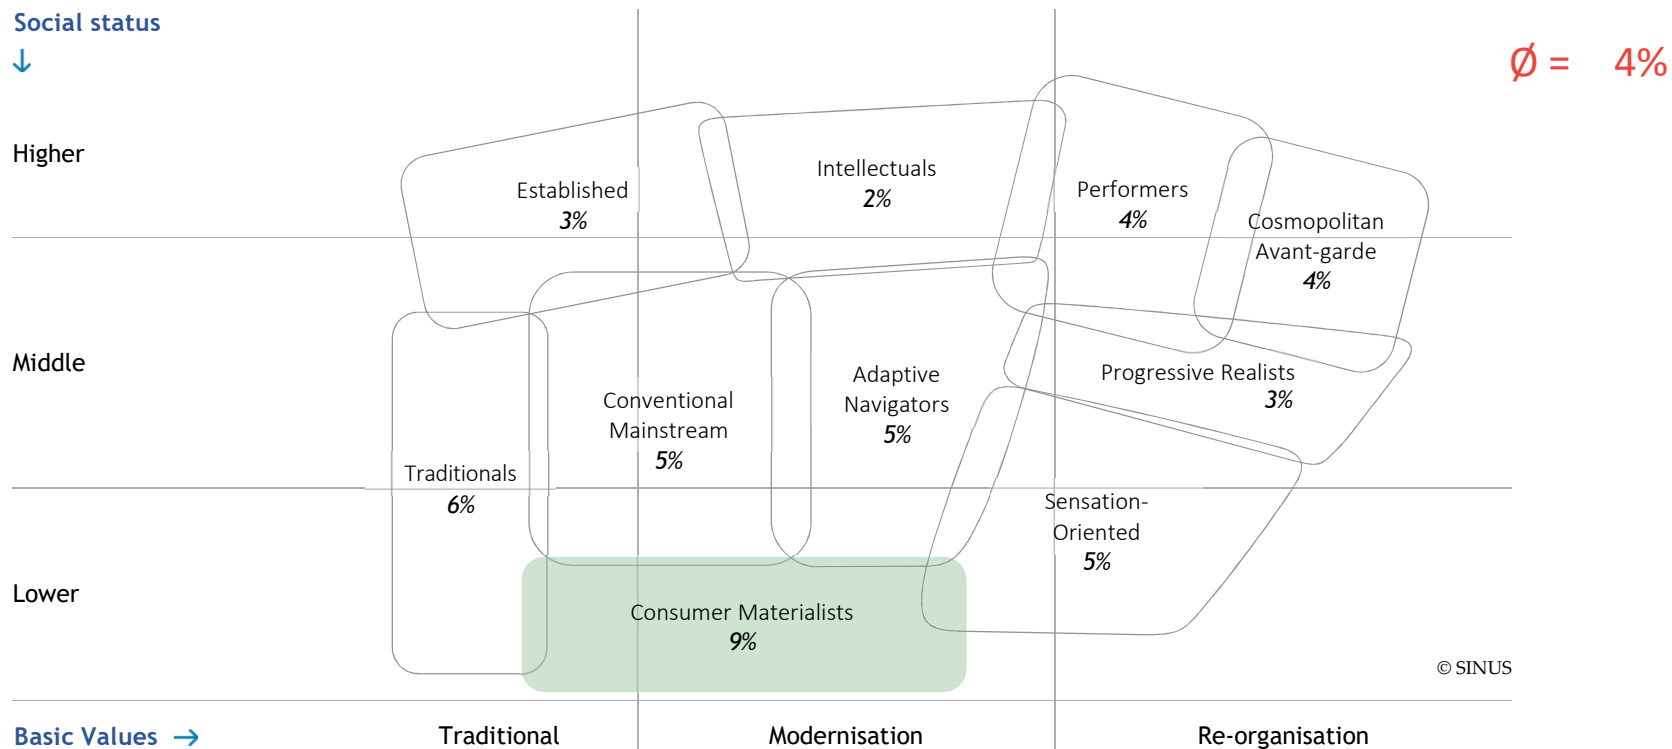 Social status
↓
Ø = 4%
Higher
Established
3%
Intellectuals
2%
Performers
4%
Cosmopolitan
Avant-garde
4%
Middle
Traditionals
6%
Conventional
Mainstream
5%
Adaptive
Navigators
5%
Progressive Realists
3%
Sensation-
Oriented
5%
Lower
Consumer Materialists
9%
© SINUS
Basic Values →
Traditional
Modernisation
Re-organisation